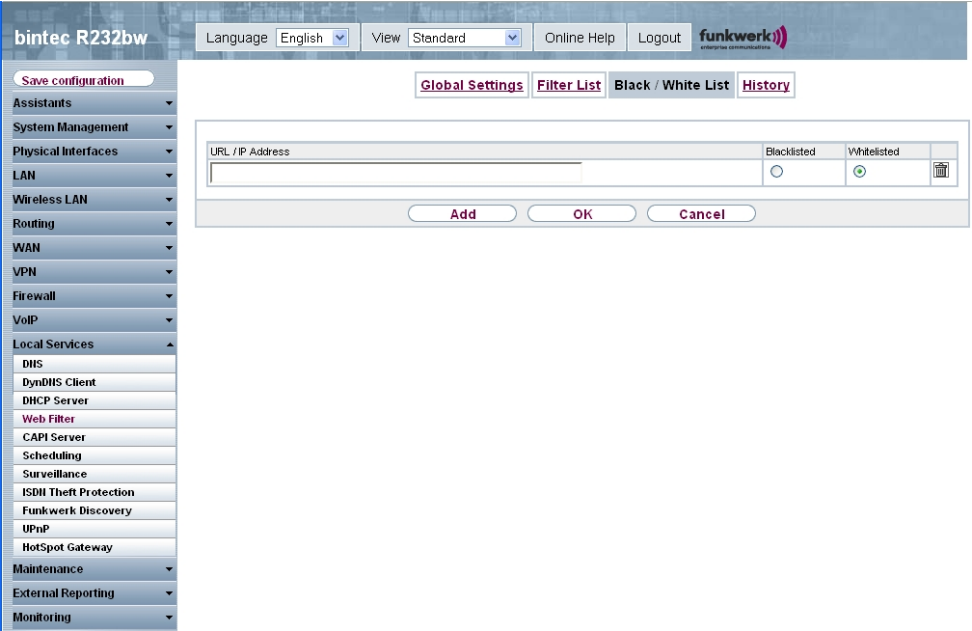 bintec R232bw
Language English View Standard Online Help Logout funkwerk
enterprise communications
Save configuration
Assistants
System Management
Physical Interfaces
LAN
Wireless LAN
Routing
WAN
VPN
Firewall
VoIP
Local Services
DNS
DynDNS Client
DHCP Server
Web Filter
CAPI Server
Scheduling
Surveillance
ISDN Theft Protection
Funkwerk Discovery
UPnP
HotSpot Gateway
Maintenance
External Reporting
Monitoring
Global Settings Filter List Black / White List History
URL / IP Address Blacklisted Whitelisted
Add OK Cancel